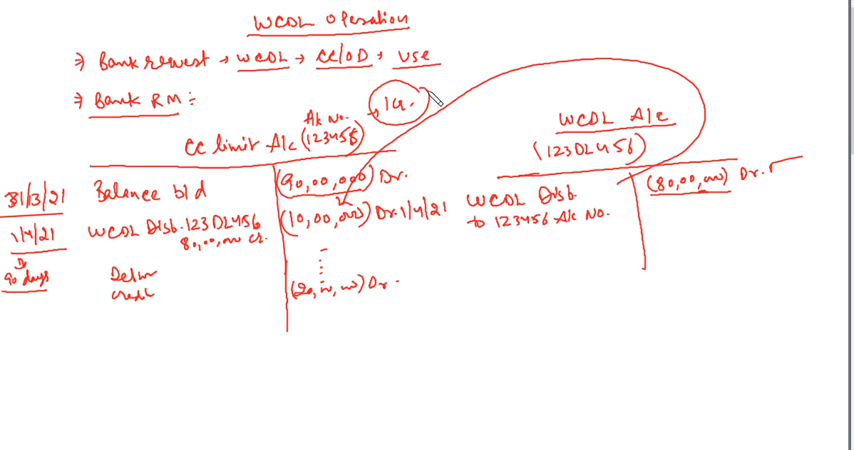 WCDL Operation
⇒ Bank request → WCDL → CC/OD → USE
⇒ Bank RM :-
A/c No. → 1 cr.
CC limit A/c (123456)
WCDL A/c
(123DL456)
31/3/21 Balance b/d (90,00,000) Dr.
WCDL Disb. (80,00,000) Dr.
to 123456 A/c No.
1/4/21 WCDL Disb. 123DL456 (10,00,000) Dr. 1/4/21
80,00,000 cr.
90 days Debit
credit (20,00,000) Dr.